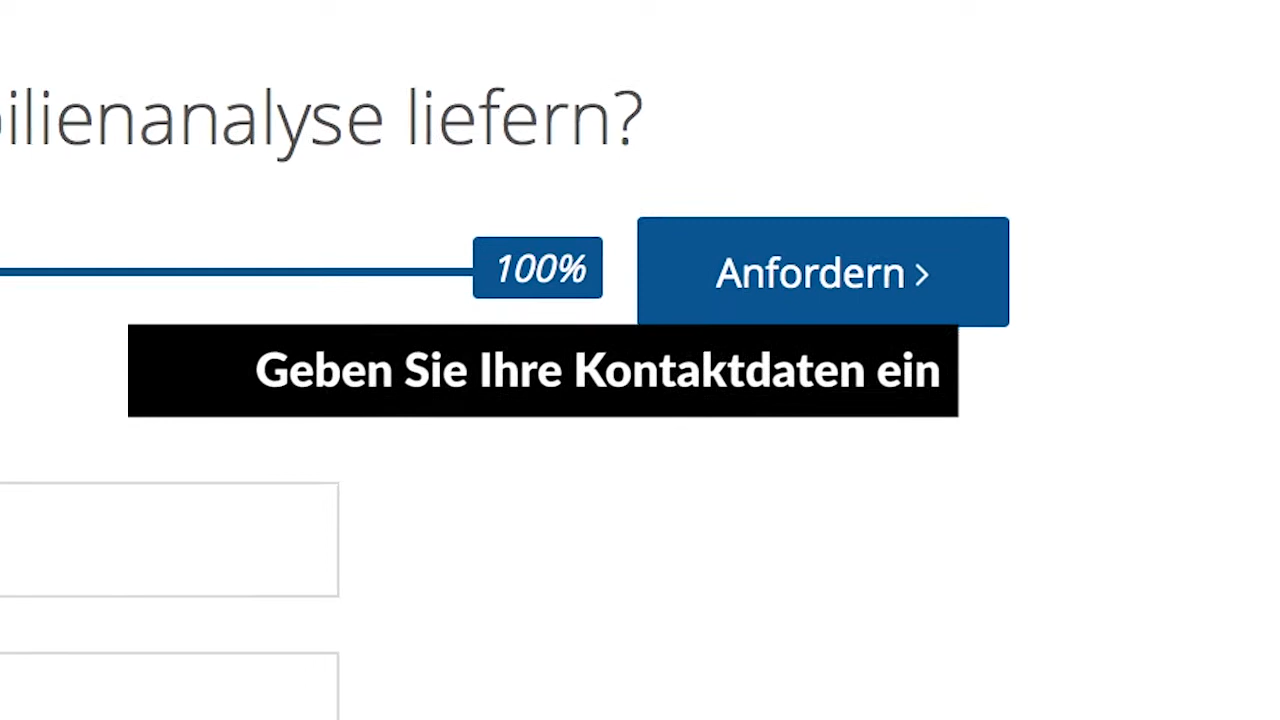 ilienanalyse liefern?
100%
Anfordern >
Geben Sie Ihre Kontaktdaten ein